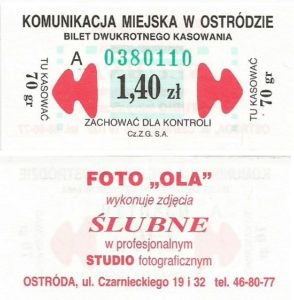 KOMUNIKACJA MIEJSKA W OSTRÓDZIE
BILET DWUKROTNEGO KASOWANIA
A 0380110
TU KASOWAĆ
70 gr
1,40 zł
TU KASOWAĆ
70 gr
ZACHOWAĆ DLA KONTROLI
Cz.Z.G. S.A.
FOTO „OLA"
wykonuje zdjęcia
ŚLUBNE
w profesjonalnym
STUDIO fotograficznym
OSTRÓDA, ul. Czarnieckiego 19 i 32 tel. 46-80-77